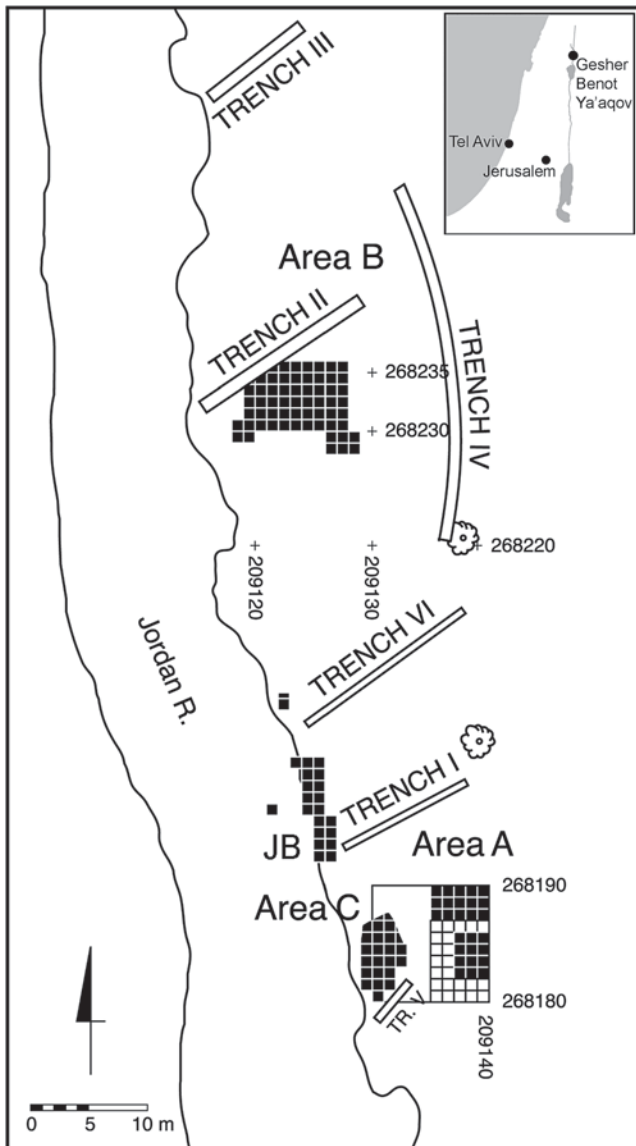 TRENCH III
Gesher
Benot
Ya'aqov
Tel Aviv
Jerusalem
Area B
TRENCH II
TRENCH IV
+ 268235
+ 268230
+ 268220
+ 209120
+ 209130
TRENCH VI
Jordan R.
TRENCH I
JB
Area A
Area C
268190
TR. V
268180
209140
0 5 10 m